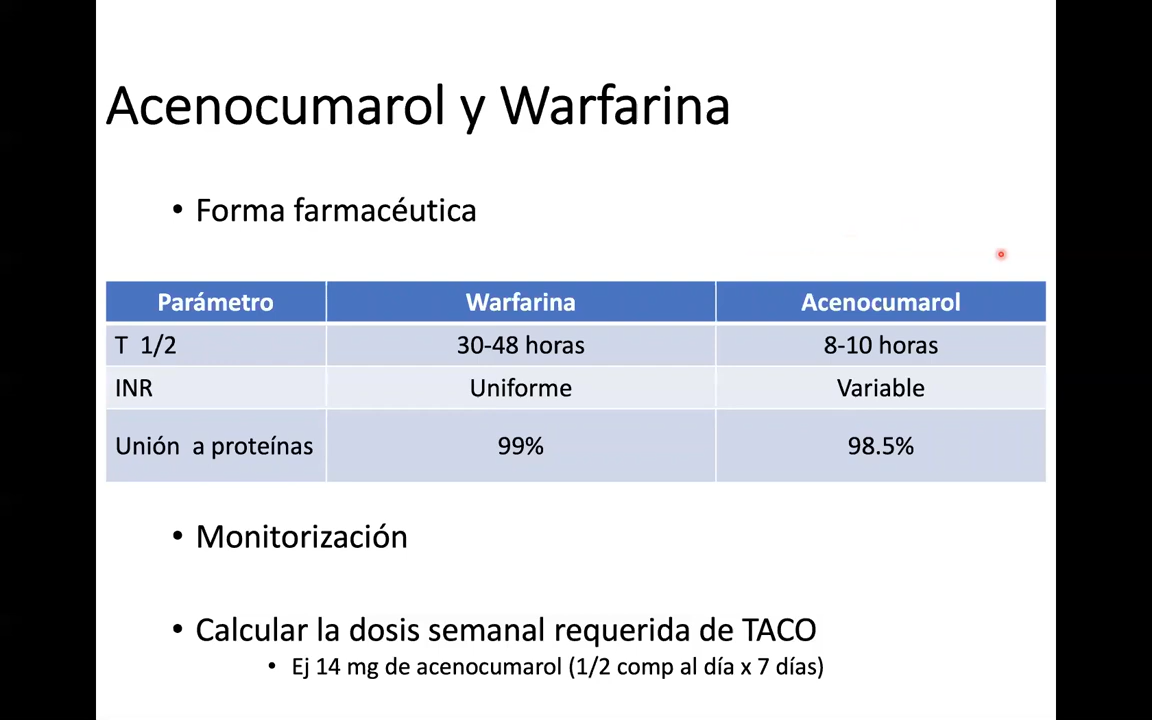 Acenocumarol y Warfarina
• Forma farmacéutica
Parámetro Warfarina Acenocumarol
T 1/2 30-48 horas 8-10 horas
INR Uniforme Variable
Unión a proteínas 99% 98.5%
• Monitorización
• Calcular la dosis semanal requerida de TACO
• Ej 14 mg de acenocumarol (1/2 comp al día x 7 días)